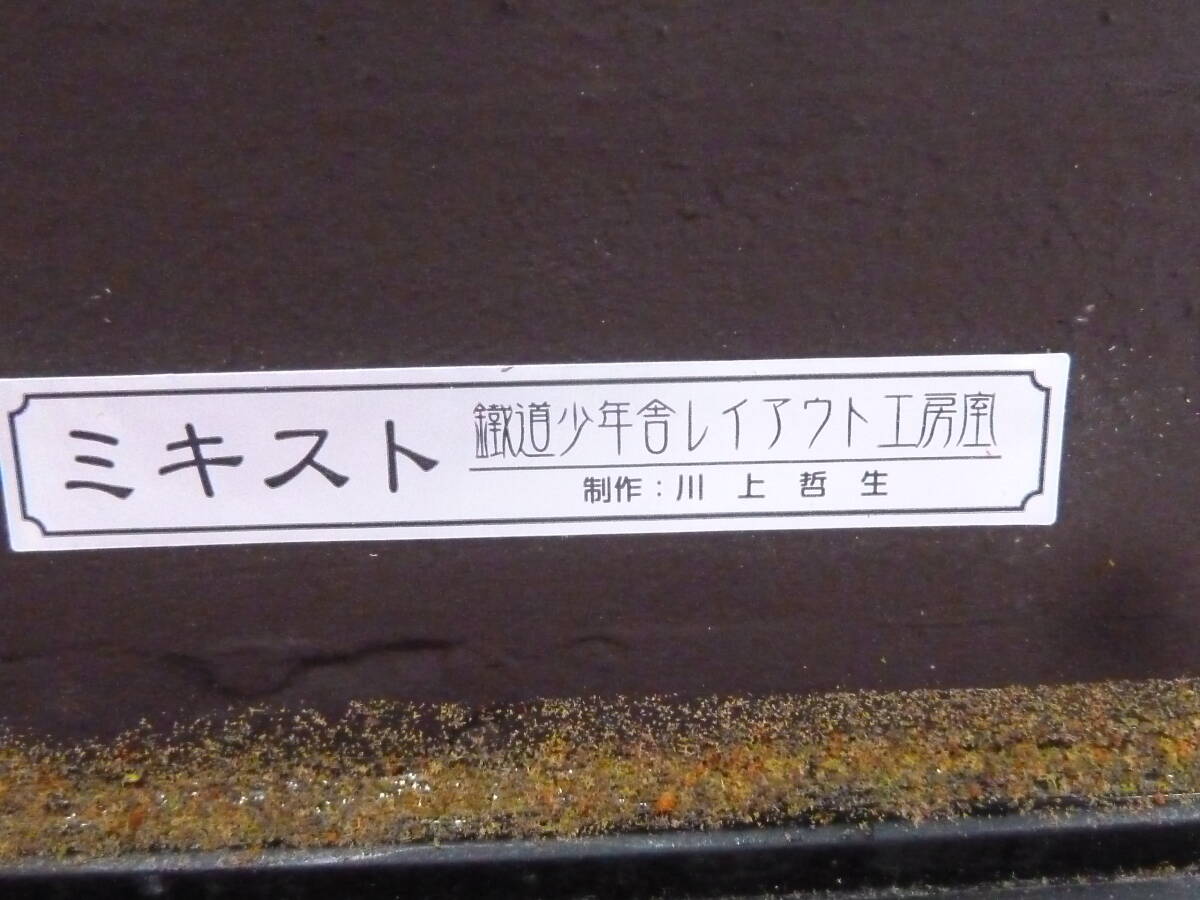 ミキスト
鐵道少年舎レイアウト工房室
制作：川上哲生